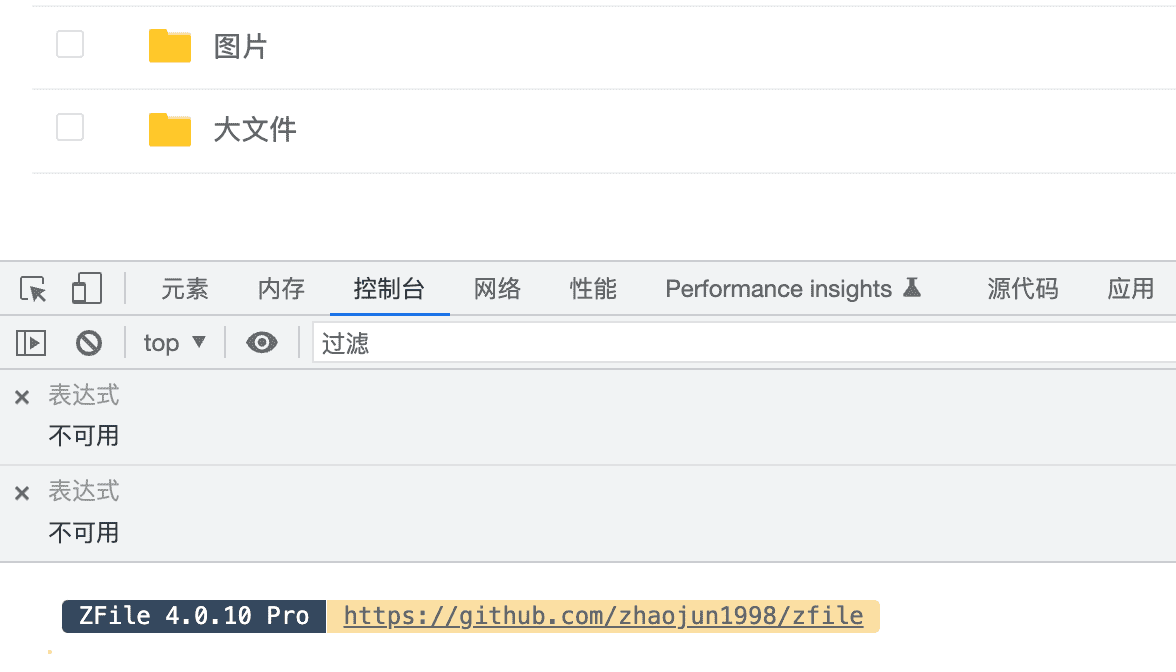 图片
大文件
元素 内存 控制台 网络 性能 Performance insights 源代码 应用
top 过滤
表达式
不可用
表达式
不可用
ZFile 4.0.10 Pro https://github.com/zhaojun1998/zfile